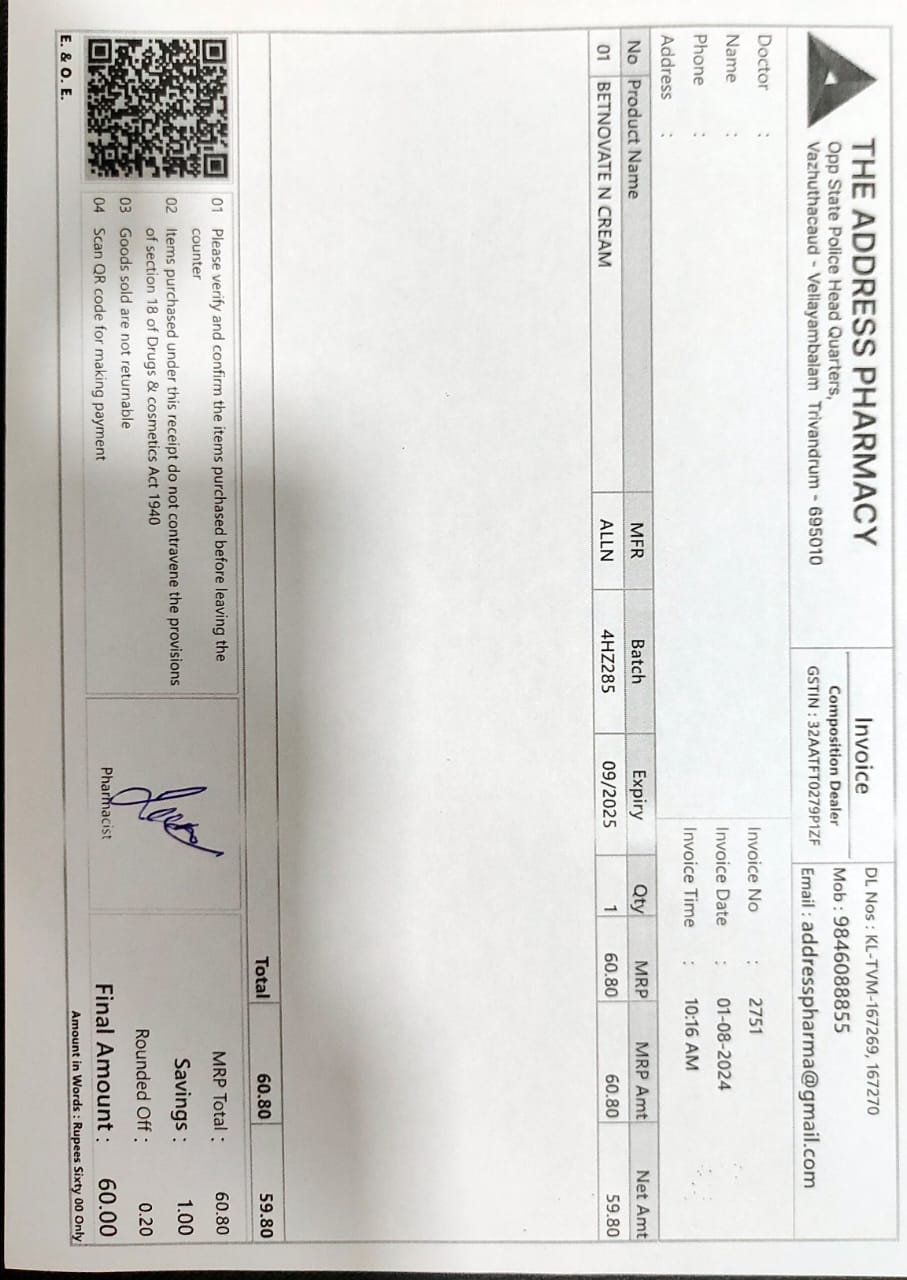 THE ADDRESS PHARMACY
Opp State Police Head Quarters,
Vazhuthacaud - Vellayambalam Trivandrum - 695010
Invoice
Composition Dealer
GSTIN : 32AATFT0279P1ZF
DL Nos : KL-TVM-167269, 167270
Mob : 9846088855
Email : addresspharma@gmail.com
Doctor :
Name :
Phone :
Address :
Invoice No : 2751
Invoice Date : 01-08-2024
Invoice Time : 10:16 AM
No Product Name MFR Batch Expiry Qty MRP MRP Amt Net Amt
01 BETNOVATE N CREAM ALLN 4HZ285 09/2025 1 60.80 60.80 59.80
Total 60.80 59.80
01 Please verify and confirm the items purchased before leaving the
counter
02 Items purchased under this receipt do not contravene the provisions
of section 18 of Drugs & cosmetics Act 1940
03 Goods sold are not returnable
04 Scan QR code for making payment
Pharmacist
MRP Total : 60.80
Savings : 1.00
Rounded Off : 0.20
Final Amount : 60.00
Amount in Words : Rupees Sixty 00 Only
E. & O. E.